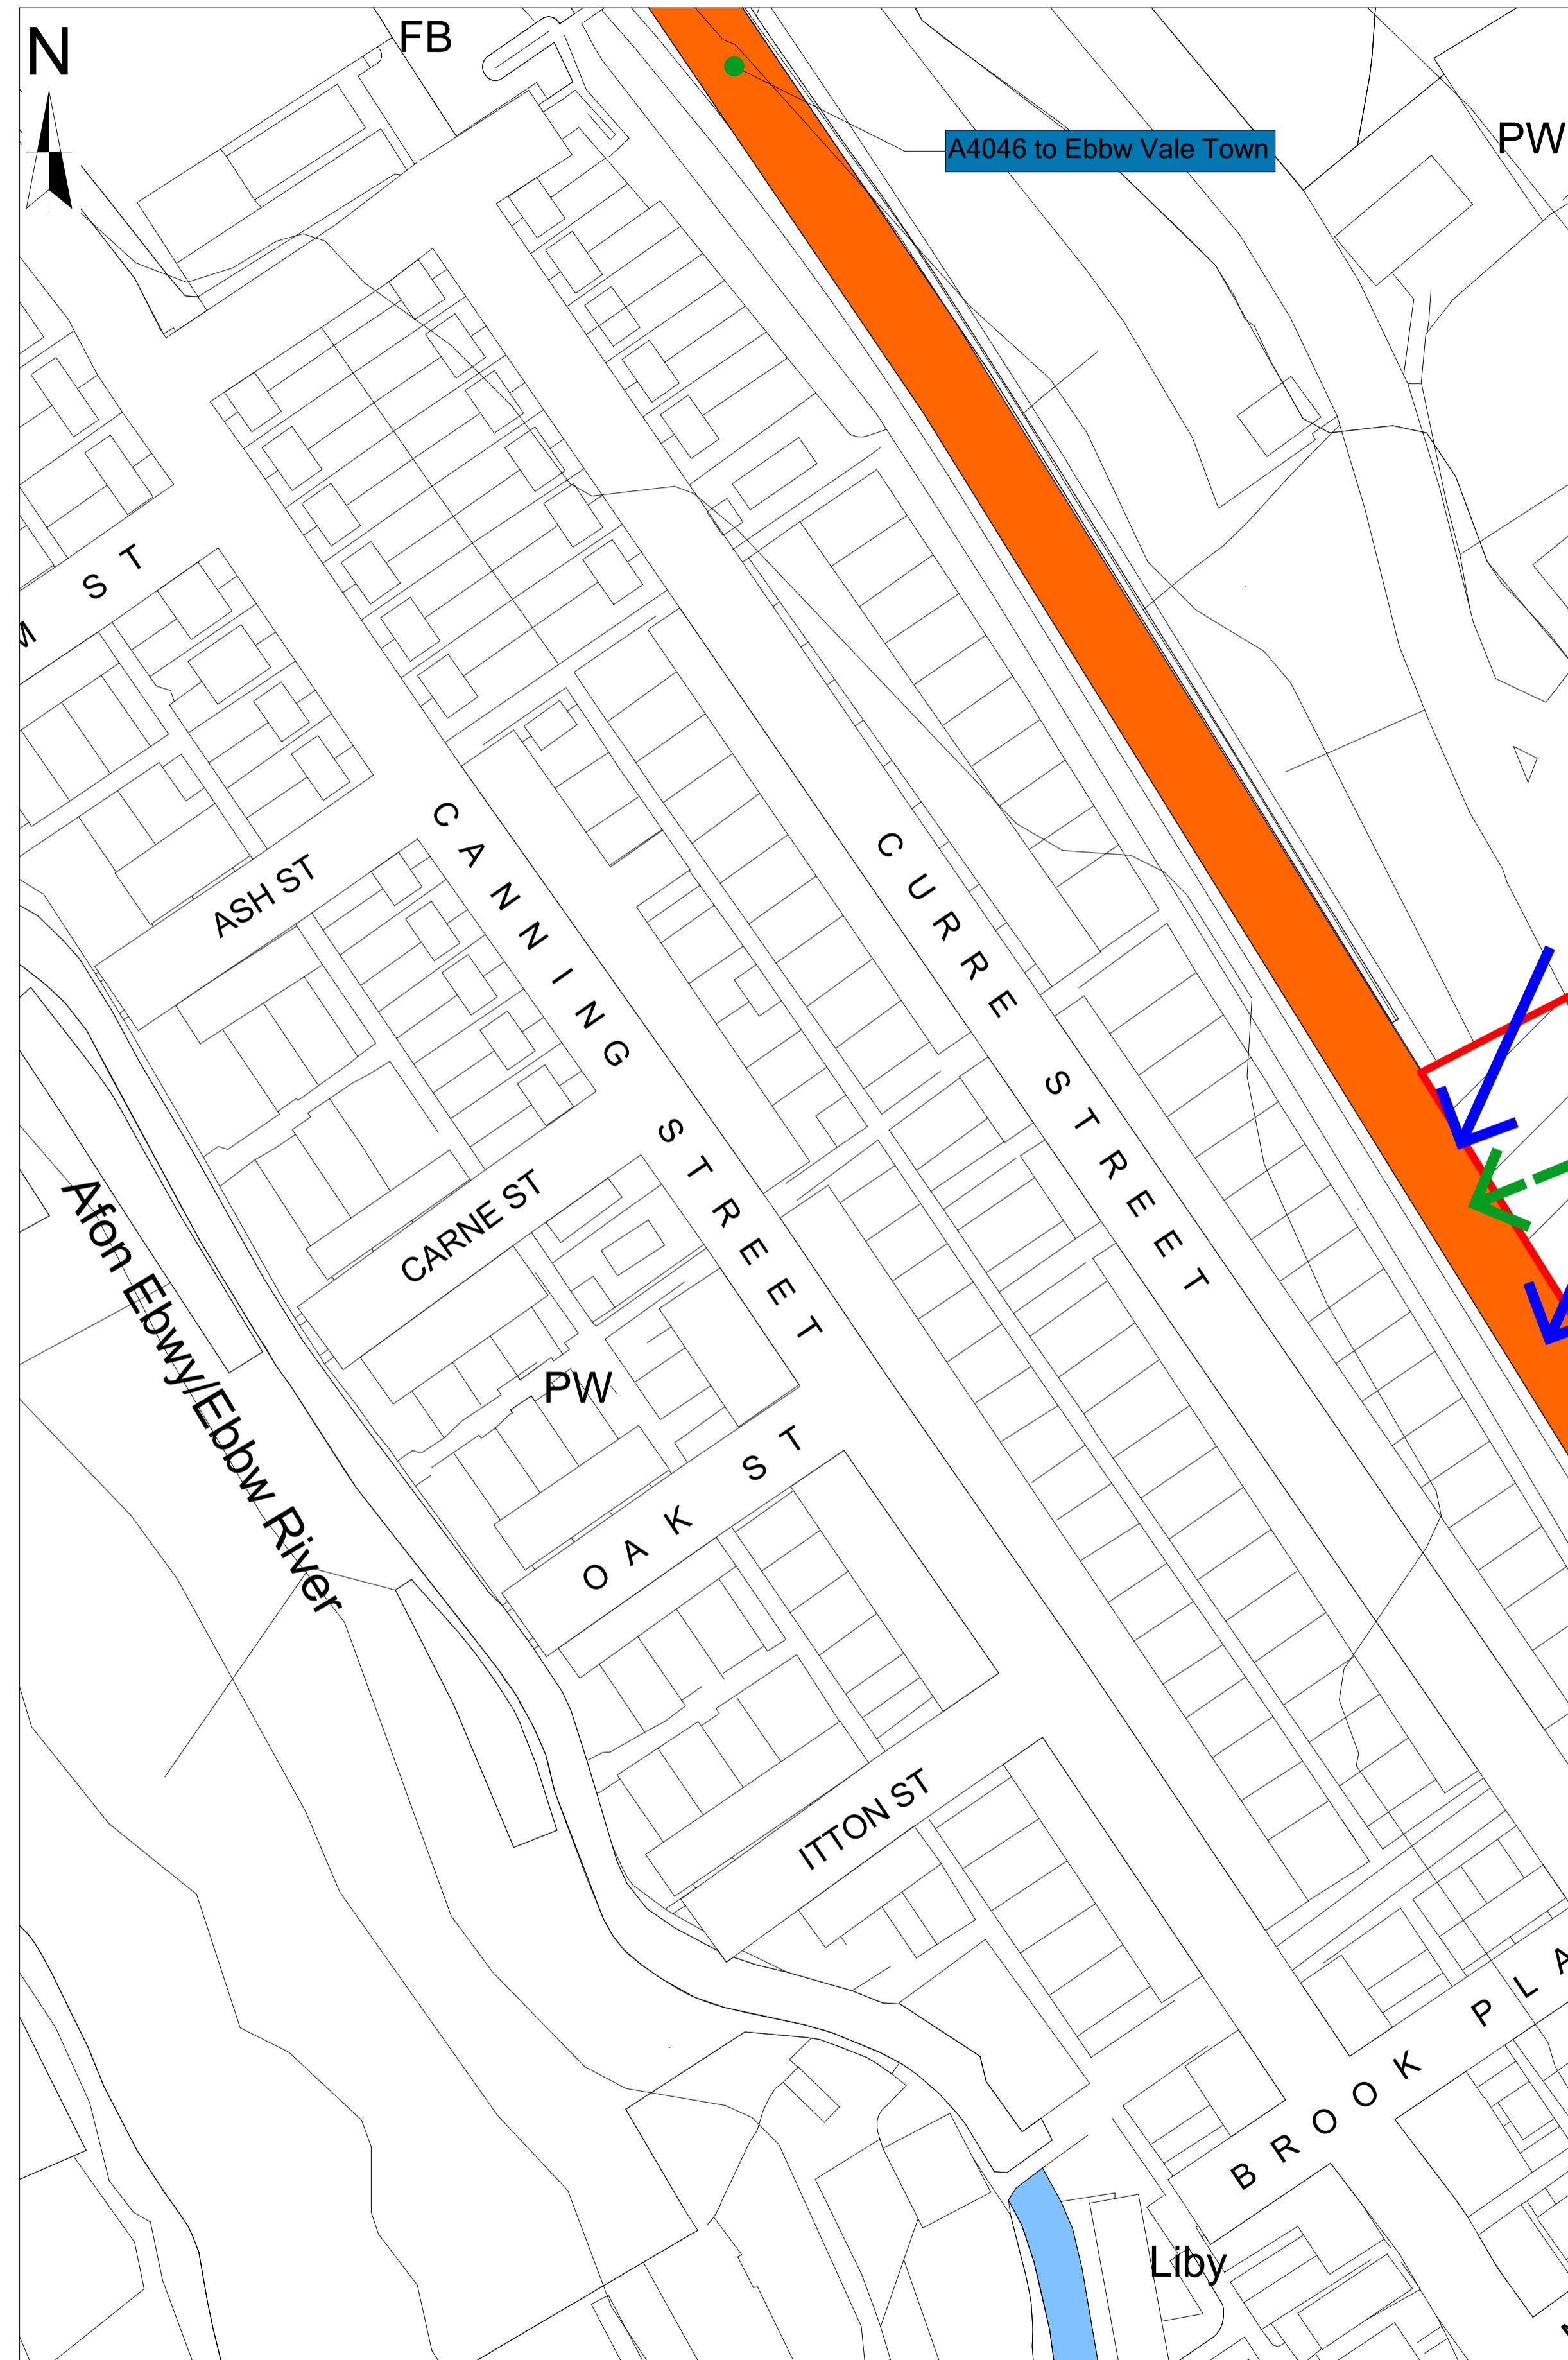 N
FB
A4046 to Ebbw Vale Town
PW
ST
ASH ST
CANNING STREET
CURRE STREET
CARNE ST
Afon Ebwy/Ebbw River
PW
OAK ST
ITTON ST
BROOK PLA
Liby